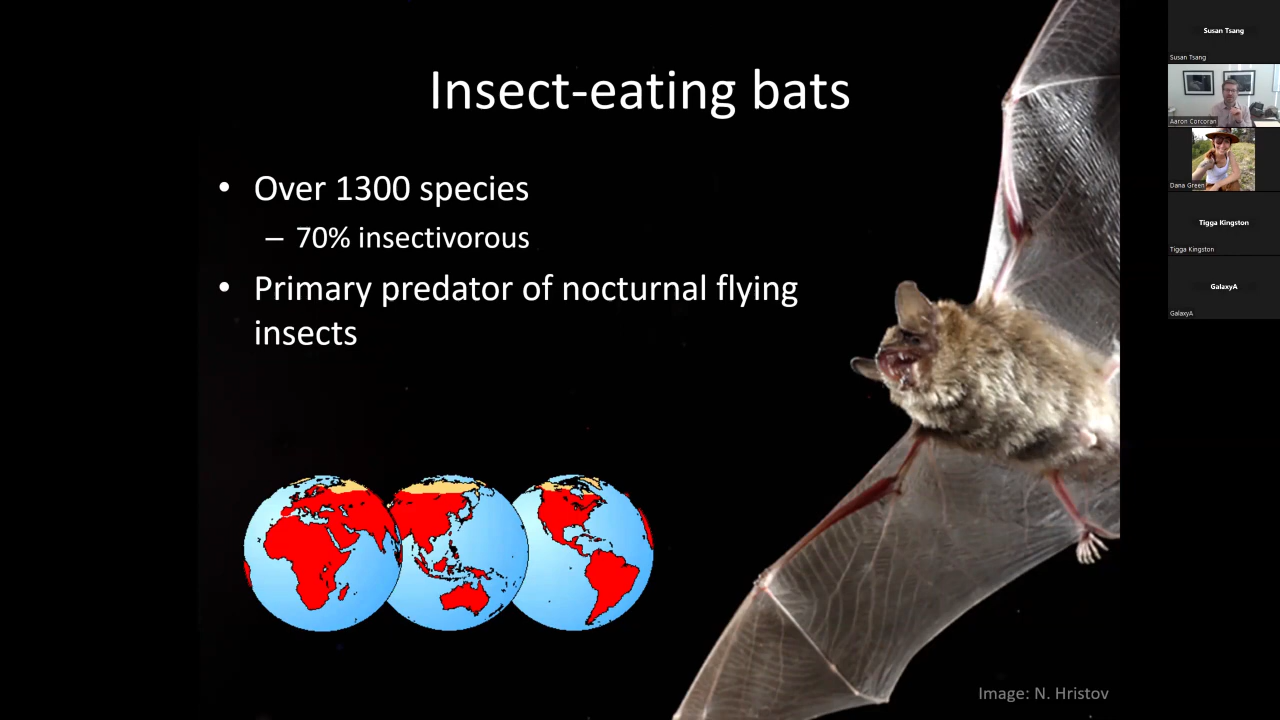 Insect-eating bats
• Over 1300 species
– 70% insectivorous
• Primary predator of nocturnal flying
insects
Image: N. Hristov
Susan Tsang
Susan Tsang
Aaron Corcoran
Dana Green
Tigga Kingston
Tigga Kingston
GalaxyA
GalaxyA